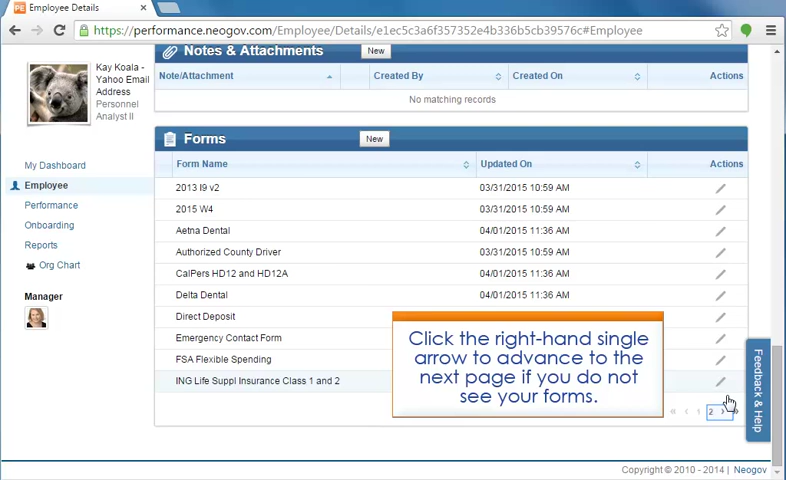 PE Employee Details
https://performance.neogov.com/Employee/Details/e1ec5c3a6f357352e4b336b5cb39576c#Employee
Kay Koala -
Yahoo Email
Address
Personnel
Analyst II
My Dashboard
Employee
Performance
Onboarding
Reports
Org Chart
Manager
Notes & Attachments New
Note/Attachment Created By Created On Actions
No matching records
Forms New
Form Name Updated On Actions
2013 I9 v2 03/31/2015 10:59 AM
2015 W4 03/31/2015 10:59 AM
Aetna Dental 04/01/2015 11:36 AM
Authorized County Driver 03/31/2015 10:59 AM
CalPers HD12 and HD12A 04/01/2015 11:36 AM
Delta Dental 04/01/2015 11:36 AM
Direct Deposit
Emergency Contact Form
FSA Flexible Spending
ING Life Suppl Insurance Class 1 and 2
Click the right-hand single
arrow to advance to the
next page if you do not
see your forms.
« ‹ 1 2 › »
Feedback & Help
Copyright © 2010 - 2014 | Neogov